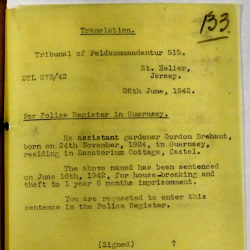 133.
Translation.
Tribunal of Feldkommandantur 515.
St. Helier,
Jersey.
STL 278/42
26th June, 1942.
For Police Register in Guernsey.
Re assistant gardener Gordon Brehaut,
born on 24th November, 1924, in Guernsey,
residing in Sanatorium Cottage, Castel.
The above named has been sentenced
on June 16th, 1942, for house-breaking and
theft to 1 year 6 months imprisonment.
You are requested to enter this
sentence in the Police Register.
(Signed) ?